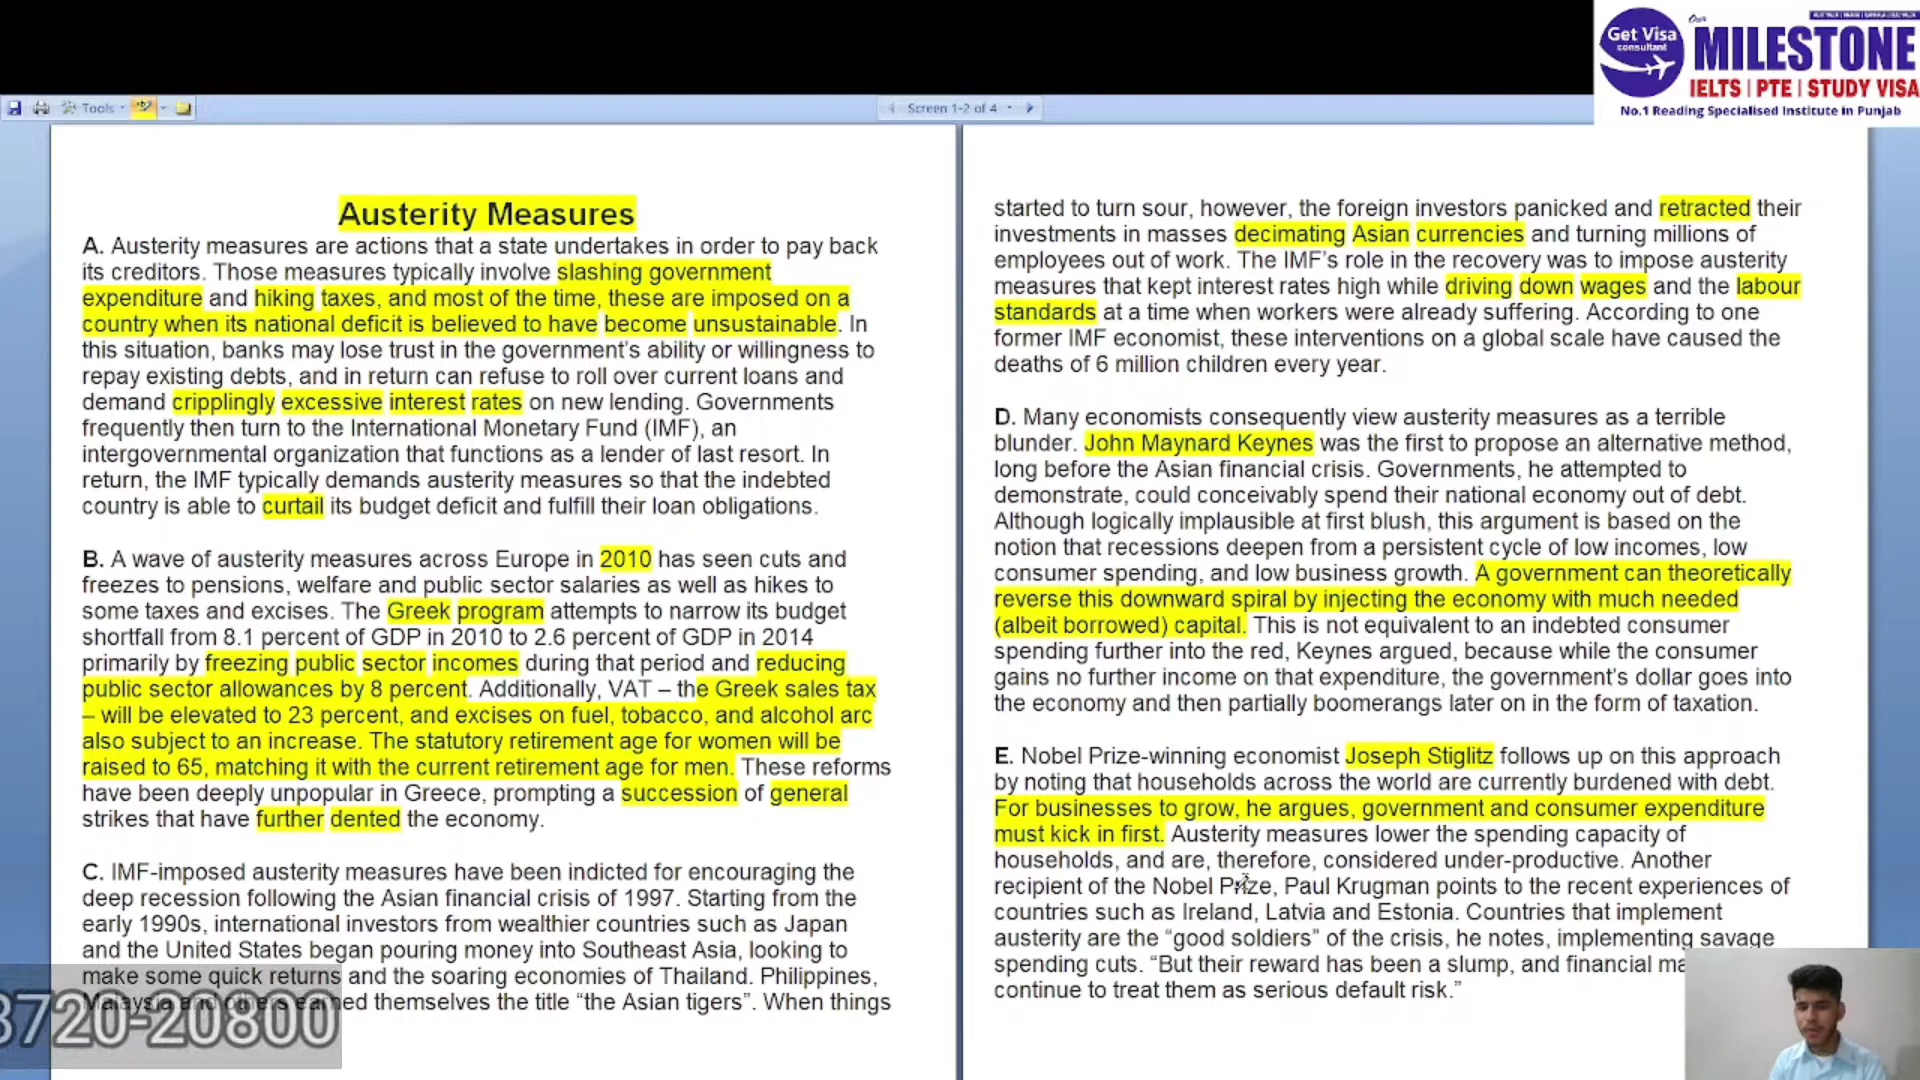 Get Visa
consultant
Our
MILESTONE
IELTS | PTE | STUDY VISA
No.1 Reading Specialised Institute in Punjab
Tools
Screen 1-2 of 4
Austerity Measures
A. Austerity measures are actions that a state undertakes in order to pay back
its creditors. Those measures typically involve slashing government
expenditure and hiking taxes, and most of the time, these are imposed on a
country when its national deficit is believed to have become unsustainable. In
this situation, banks may lose trust in the government's ability or willingness to
repay existing debts, and in return can refuse to roll over current loans and
demand cripplingly excessive interest rates on new lending. Governments
frequently then turn to the International Monetary Fund (IMF), an
intergovernmental organization that functions as a lender of last resort. In
return, the IMF typically demands austerity measures so that the indebted
country is able to curtail its budget deficit and fulfill their loan obligations.
B. A wave of austerity measures across Europe in 2010 has seen cuts and
freezes to pensions, welfare and public sector salaries as well as hikes to
some taxes and excises. The Greek program attempts to narrow its budget
shortfall from 8.1 percent of GDP in 2010 to 2.6 percent of GDP in 2014
primarily by freezing public sector incomes during that period and reducing
public sector allowances by 8 percent. Additionally, VAT – the Greek sales tax
– will be elevated to 23 percent, and excises on fuel, tobacco, and alcohol arc
also subject to an increase. The statutory retirement age for women will be
raised to 65, matching it with the current retirement age for men. These reforms
have been deeply unpopular in Greece, prompting a succession of general
strikes that have further dented the economy.
C. IMF-imposed austerity measures have been indicted for encouraging the
deep recession following the Asian financial crisis of 1997. Starting from the
early 1990s, international investors from wealthier countries such as Japan
and the United States began pouring money into Southeast Asia, looking to
make some quick returns and the soaring economies of Thailand. Philippines,
Malaysia and others earned themselves the title “the Asian tigers”. When things
3720-20800
started to turn sour, however, the foreign investors panicked and retracted their
investments in masses decimating Asian currencies and turning millions of
employees out of work. The IMF's role in the recovery was to impose austerity
measures that kept interest rates high while driving down wages and the labour
standards at a time when workers were already suffering. According to one
former IMF economist, these interventions on a global scale have caused the
deaths of 6 million children every year.
D. Many economists consequently view austerity measures as a terrible
blunder. John Maynard Keynes was the first to propose an alternative method,
long before the Asian financial crisis. Governments, he attempted to
demonstrate, could conceivably spend their national economy out of debt.
Although logically implausible at first blush, this argument is based on the
notion that recessions deepen from a persistent cycle of low incomes, low
consumer spending, and low business growth. A government can theoretically
reverse this downward spiral by injecting the economy with much needed
(albeit borrowed) capital. This is not equivalent to an indebted consumer
spending further into the red, Keynes argued, because while the consumer
gains no further income on that expenditure, the government's dollar goes into
the economy and then partially boomerangs later on in the form of taxation.
E. Nobel Prize-winning economist Joseph Stiglitz follows up on this approach
by noting that households across the world are currently burdened with debt.
For businesses to grow, he argues, government and consumer expenditure
must kick in first. Austerity measures lower the spending capacity of
households, and are, therefore, considered under-productive. Another
recipient of the Nobel Prize, Paul Krugman points to the recent experiences of
countries such as Ireland, Latvia and Estonia. Countries that implement
austerity are the “good soldiers” of the crisis, he notes, implementing savage
spending cuts. “But their reward has been a slump, and financial ma
continue to treat them as serious default risk.”